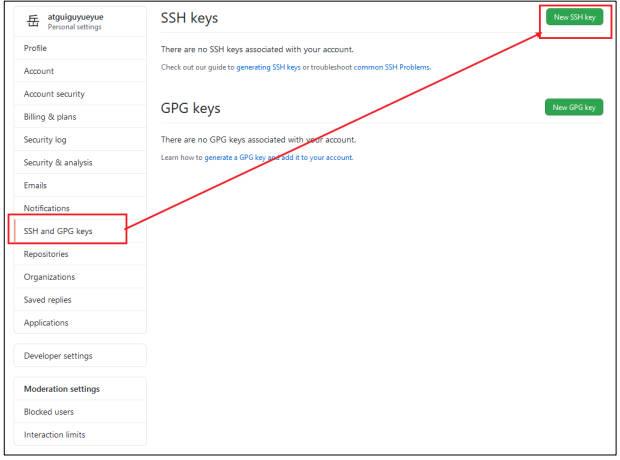 岳 atguiguyueyue
Personal settings
Profile
Account
Account security
Billing & plans
Security log
Security & analysis
Emails
Notifications
SSH and GPG keys
Repositories
Organizations
Saved replies
Applications
Developer settings
Moderation settings
Blocked users
Interaction limits
SSH keys
New SSH key
There are no SSH keys associated with your account.
Check out our guide to generating SSH keys or troubleshoot common SSH Problems.
GPG keys
New GPG key
There are no GPG keys associated with your account.
Learn how to generate a GPG key and add it to your account.